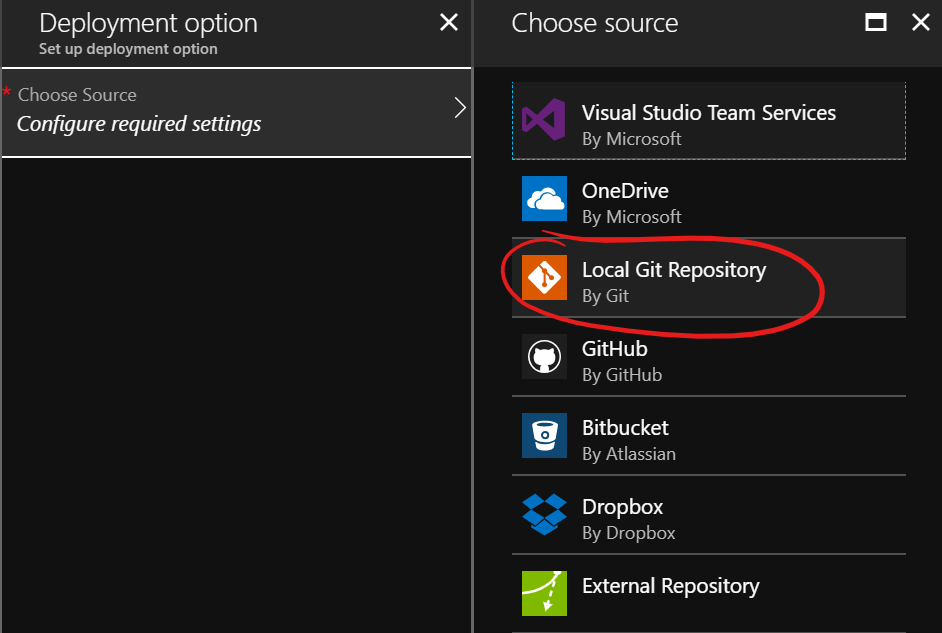 Deployment option
Set up deployment option
* Choose Source
Configure required settings
Choose source
Visual Studio Team Services
By Microsoft
OneDrive
By Microsoft
Local Git Repository
By Git
GitHub
By GitHub
Bitbucket
By Atlassian
Dropbox
By Dropbox
External Repository